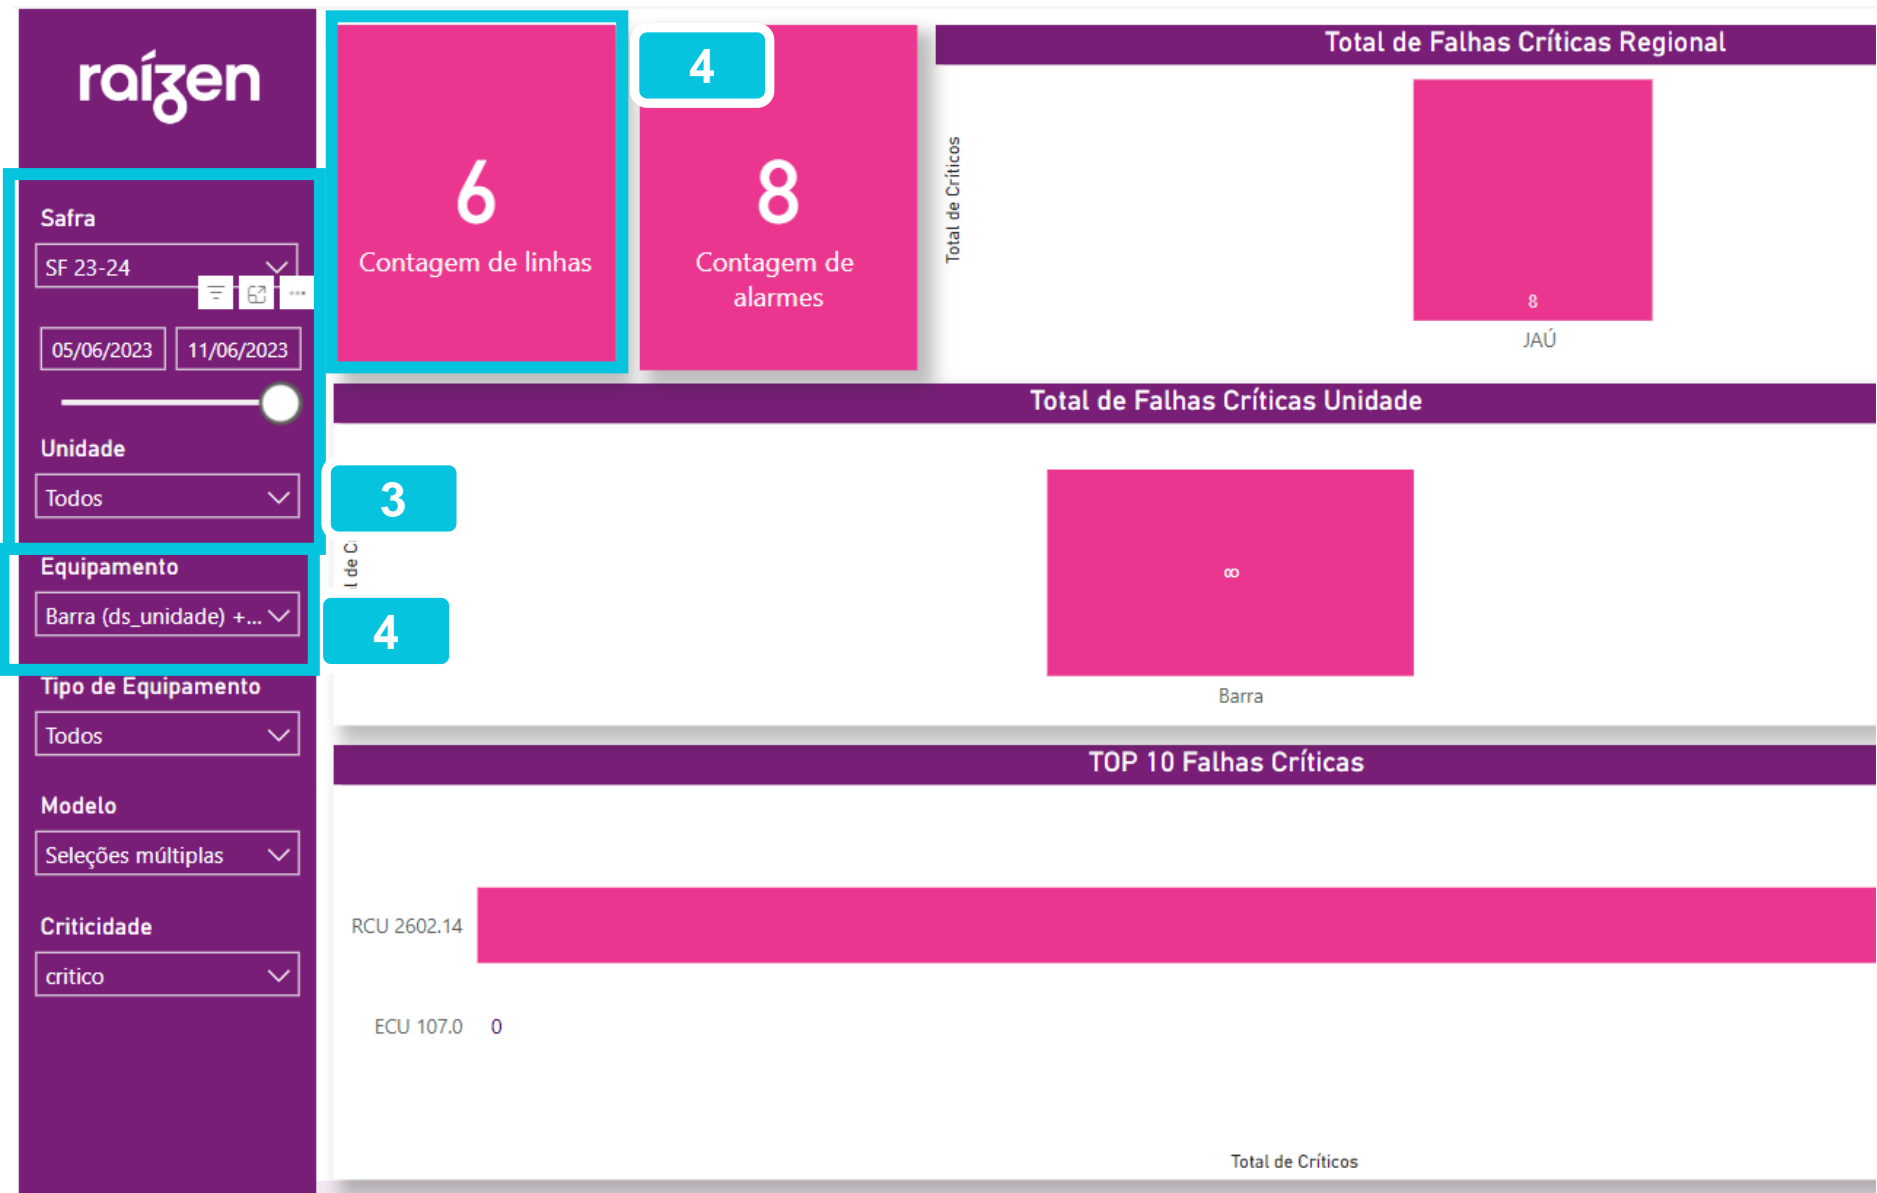 raízen
Safra
SF 23-24
05/06/2023
11/06/2023
Unidade
Todos
3
Equipamento
Barra (ds_unidade) +...
4
Tipo de Equipamento
Todos
Modelo
Seleções múltiplas
Criticidade
critico
6
Contagem de linhas
4
8
Contagem de
alarmes
Total de Falhas Críticas Regional
Total de Críticos
8
JAÚ
Total de Falhas Críticas Unidade
l de C
8
Barra
TOP 10 Falhas Críticas
RCU 2602.14
ECU 107.0
0
Total de Críticos